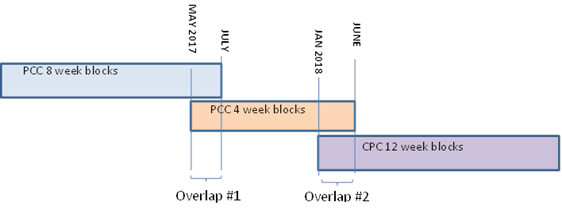 MAY 2017
JULY
JAN 2018
JUNE
PCC 8 week blocks
PCC 4 week blocks
CPC 12 week blocks
Overlap #1
Overlap #2